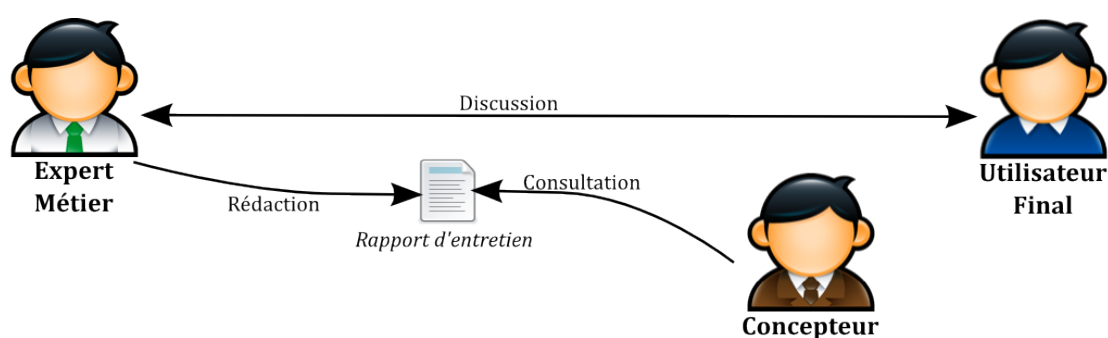 Discussion
Expert
Métier
Utilisateur
Final
Rédaction
Consultation
Rapport d'entretien
Concepteur